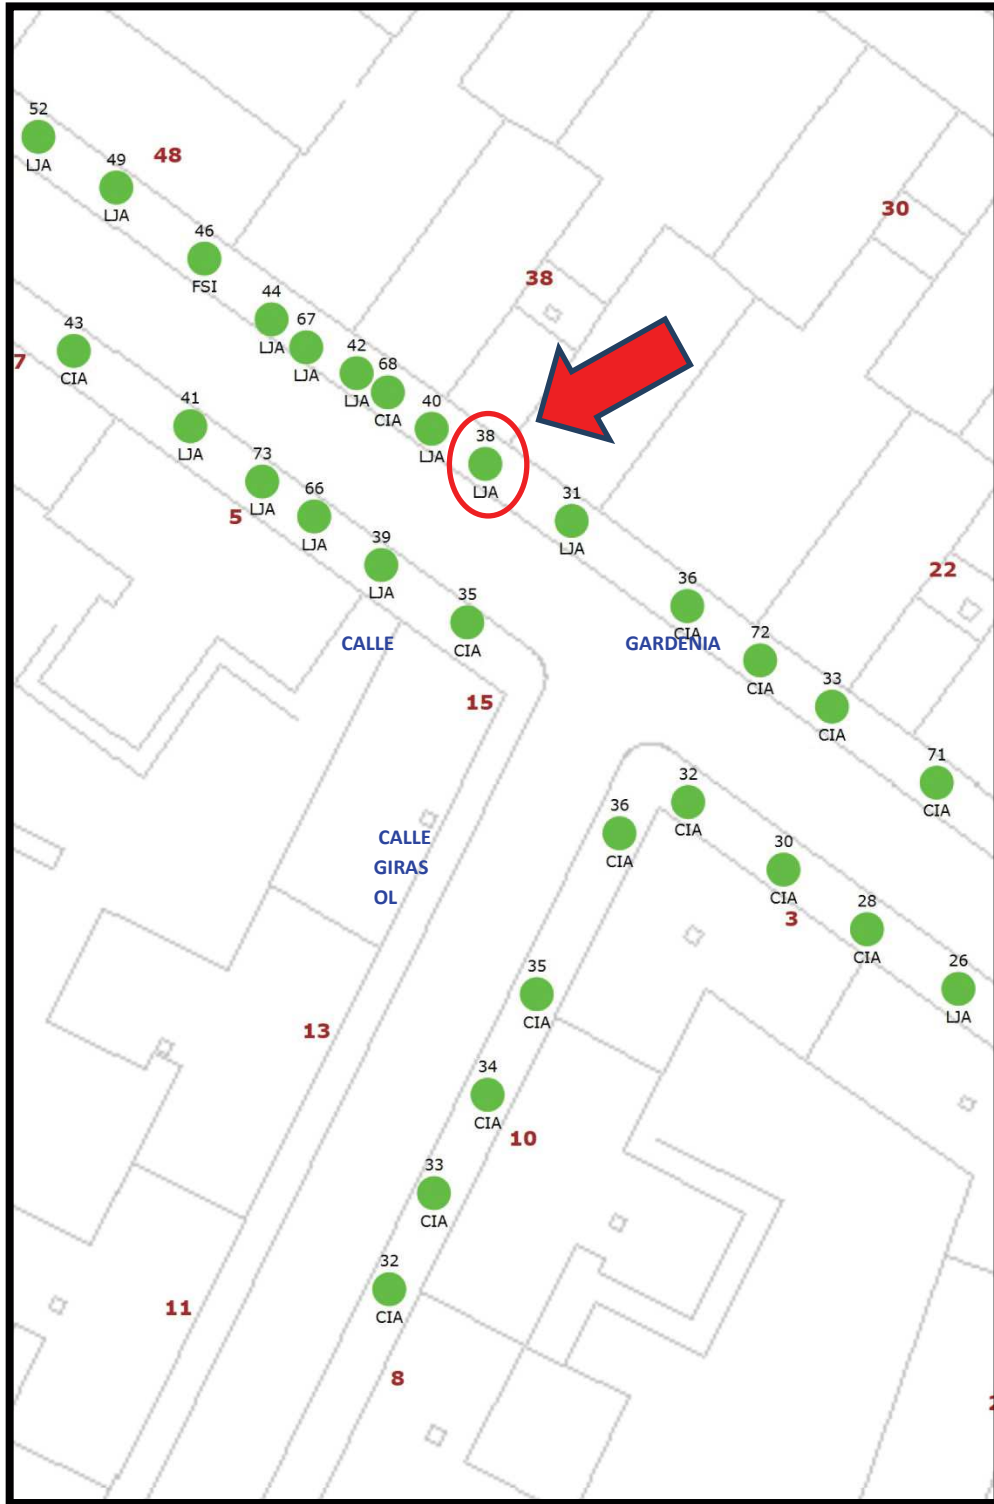 52
LJA
49
LJA
48
46
FSI
30
38
44
LJA
67
LJA
42
LJA
68
CIA
40
LJA
38
LJA
31
LJA
43
CIA
7
41
LJA
73
LJA
5
66
LJA
39
LJA
35
CIA
CALLE
GARDENIA
36
CIA
22
72
CIA
33
CIA
71
CIA
15
32
CIA
36
CIA
30
CIA
3
28
CIA
26
LJA
CALLE
GIRAS
OL
35
CIA
13
34
CIA
10
33
CIA
32
CIA
11
8